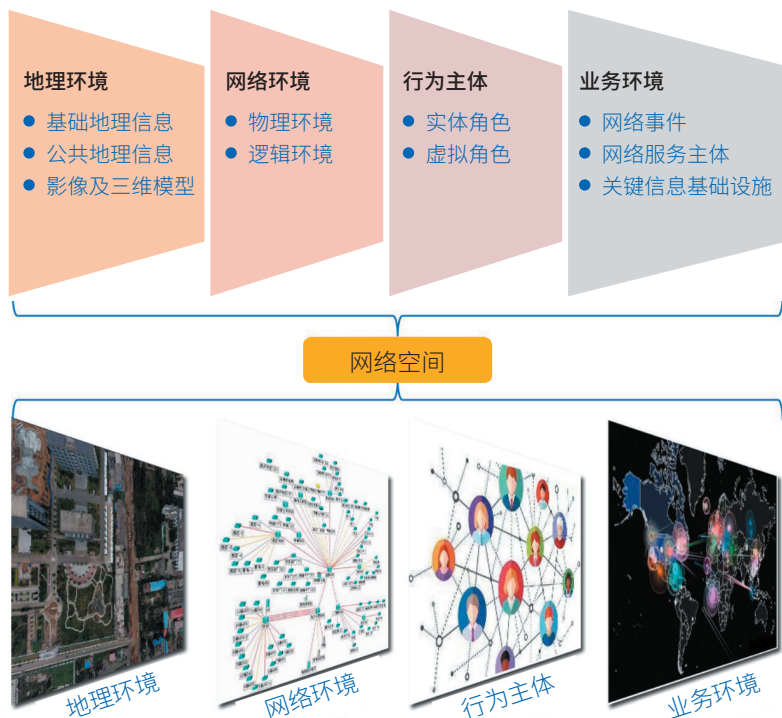 地理环境
基础地理信息
公共地理信息
影像及三维模型
网络环境
物理环境
逻辑环境
行为主体
实体角色
虚拟角色
业务环境
网络事件
网络服务主体
关键信息基础设施
网络空间
地理环境
网络环境
行为主体
业务环境